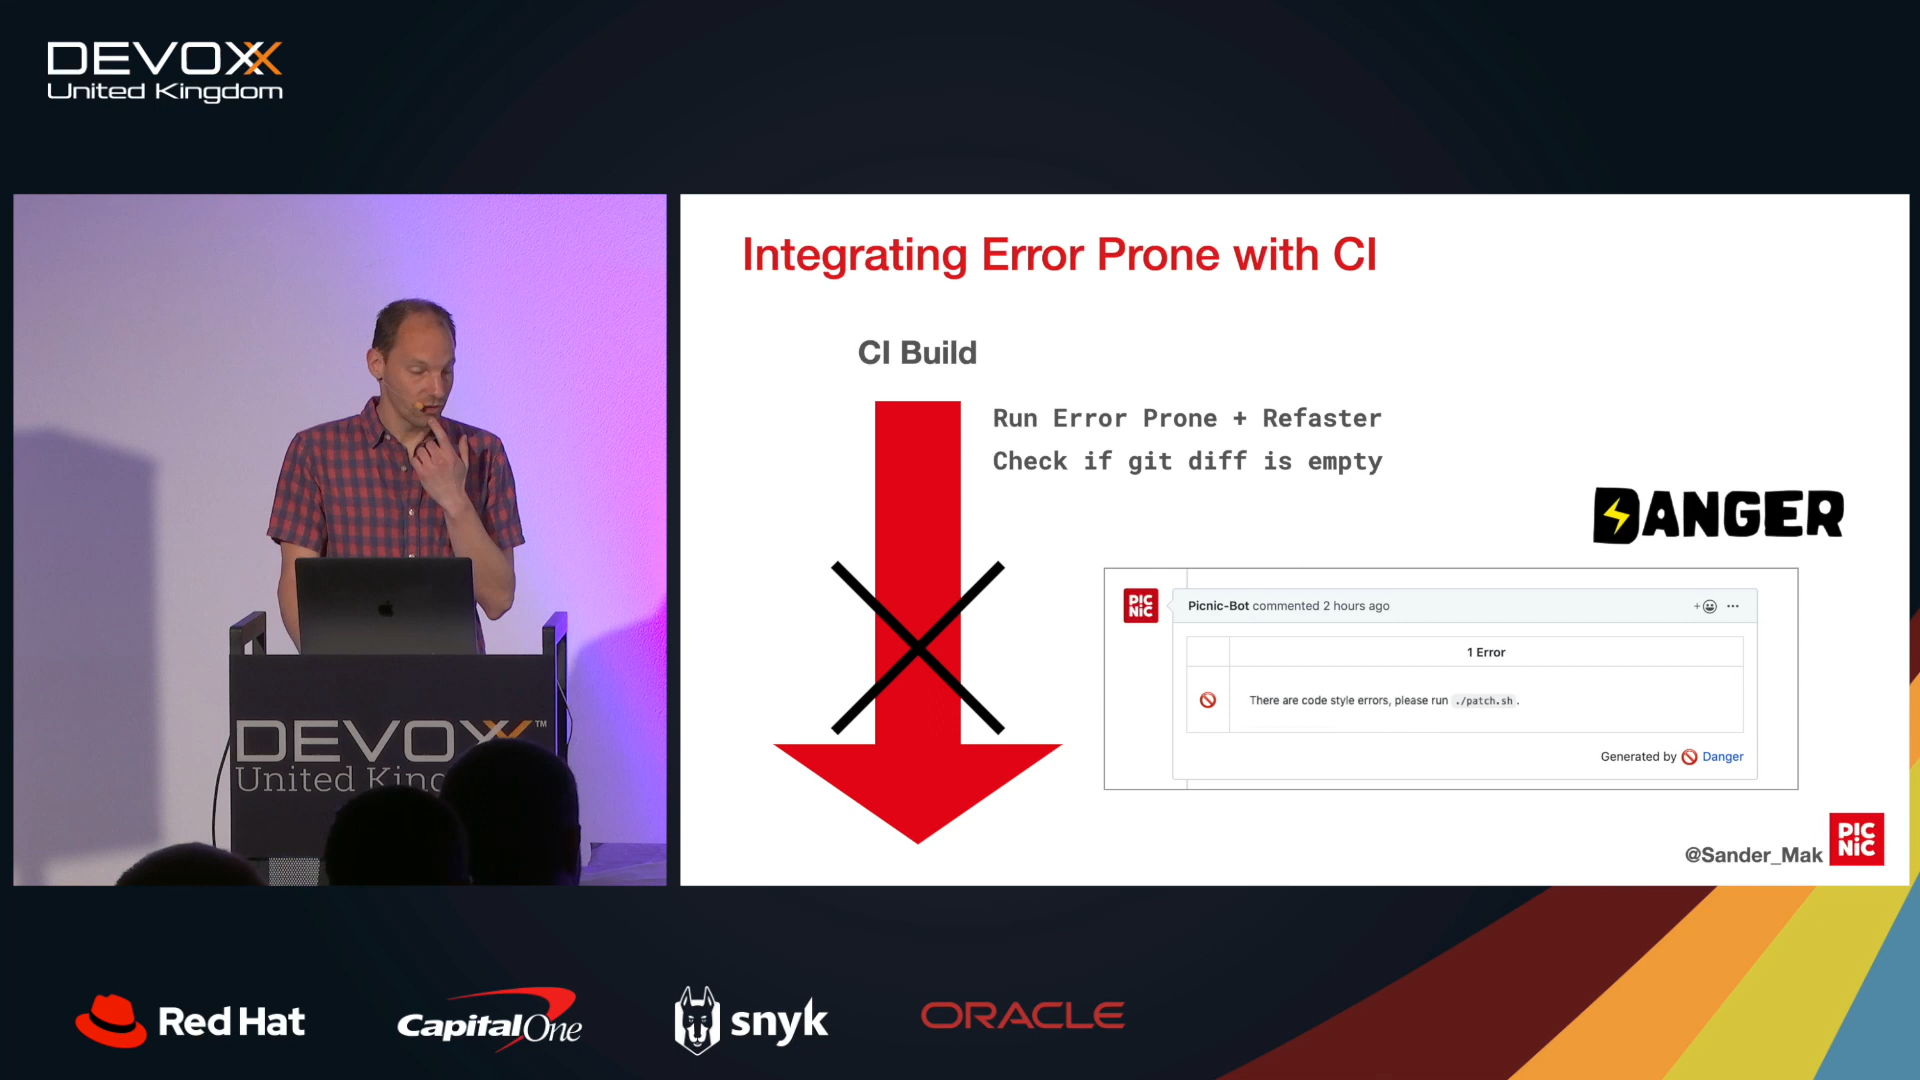 DEVOXX
United Kingdom
Integrating Error Prone with CI
CI Build
Run Error Prone + Refaster
Check if git diff is empty
DANGER
PIC
NIC
Picnic-Bot commented 2 hours ago
1 Error
There are code style errors, please run ./patch.sh.
Generated by Danger
@Sander_Mak
PIC
NIC
DEVOXX™
United King
Red Hat
Capital One
snyk
ORACLE